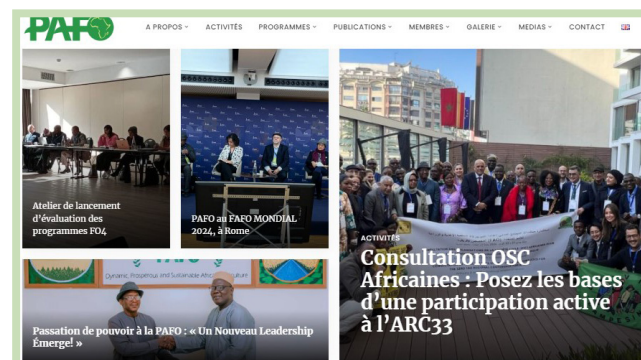 PAFO
A PROPOS
ACTIVITÉS
PROGRAMMES
PUBLICATIONS
MEMBRES
GALERIE
MEDIAS
CONTACT
Atelier de lancement
d'évaluation des
programmes FO4
PAFO au FAFO MONDIAL
2024, à Rome
ACTIVITÉS
Consultation OSC
Africaines : Posez les bases
d'une participation active
à l'ARC33
Dynamic, Prosperous and Sustainable
Passation de pouvoir à la PAFO : « Un Nouveau Leadership
Émerge! »